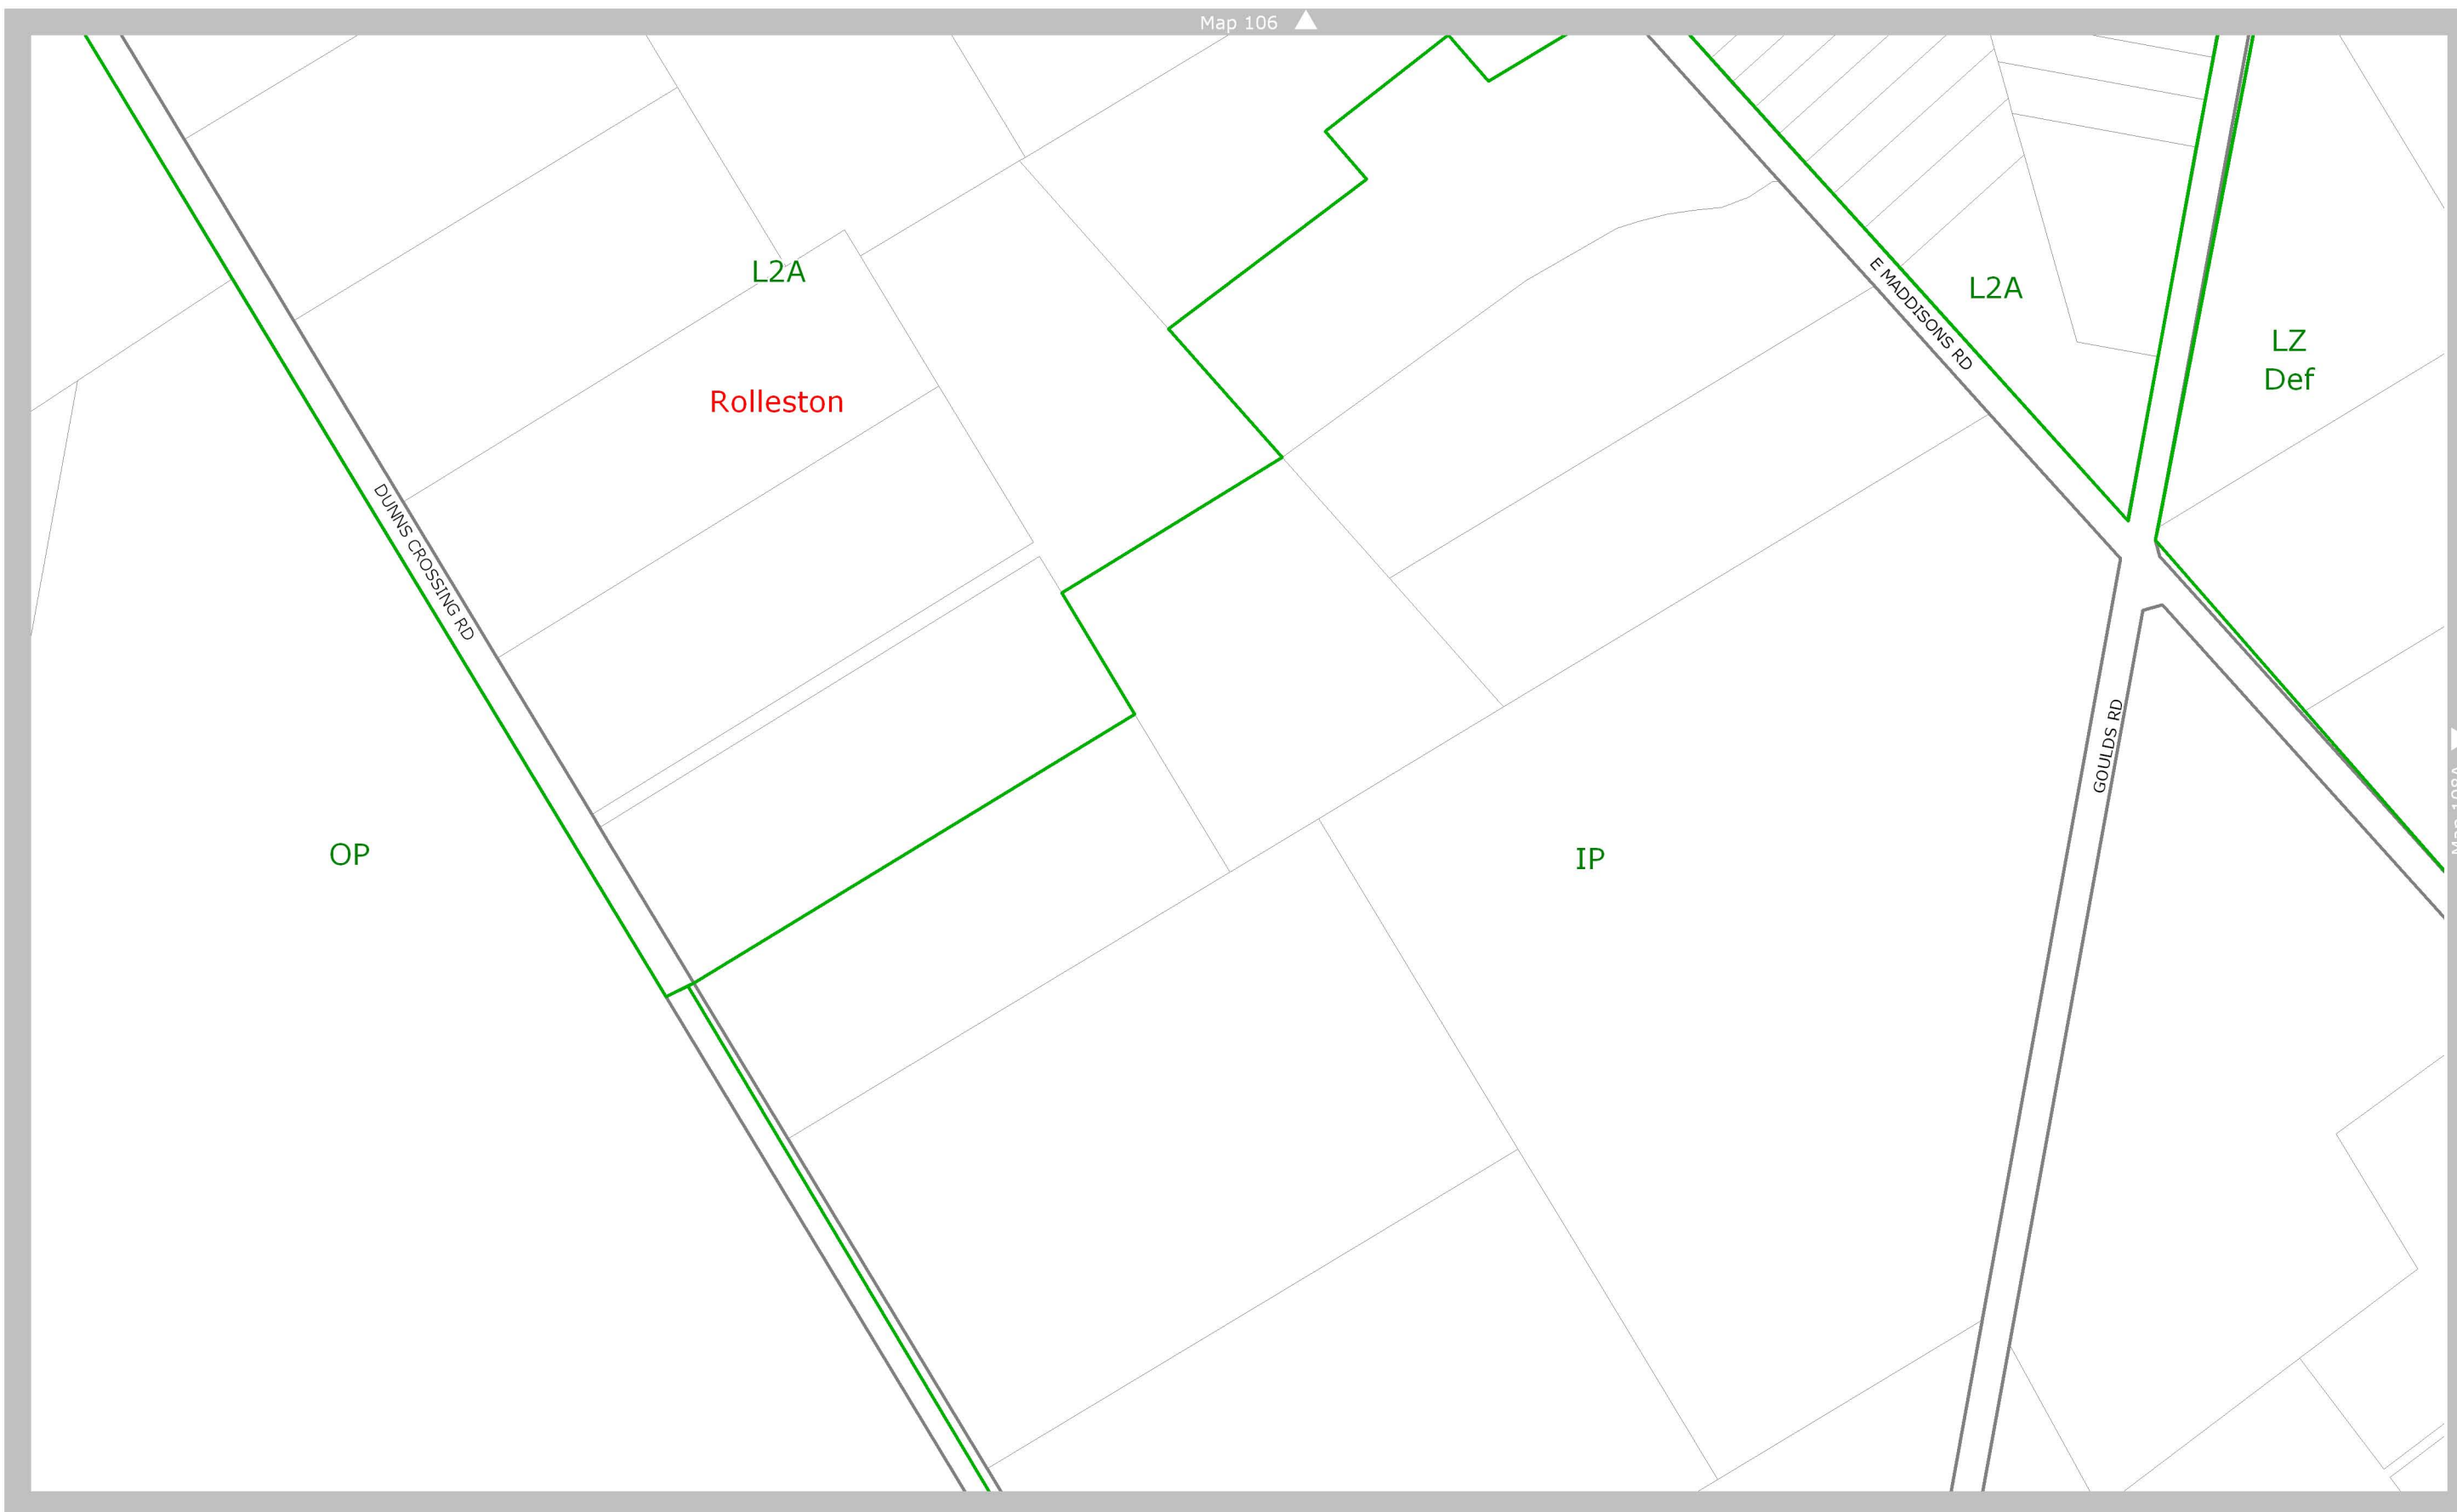 Map 106
L2A
E MADDISONS RD
L2A
LZ
Def
Rolleston
DUNNS CROSSING RD
GOULDS RD
OP
IP